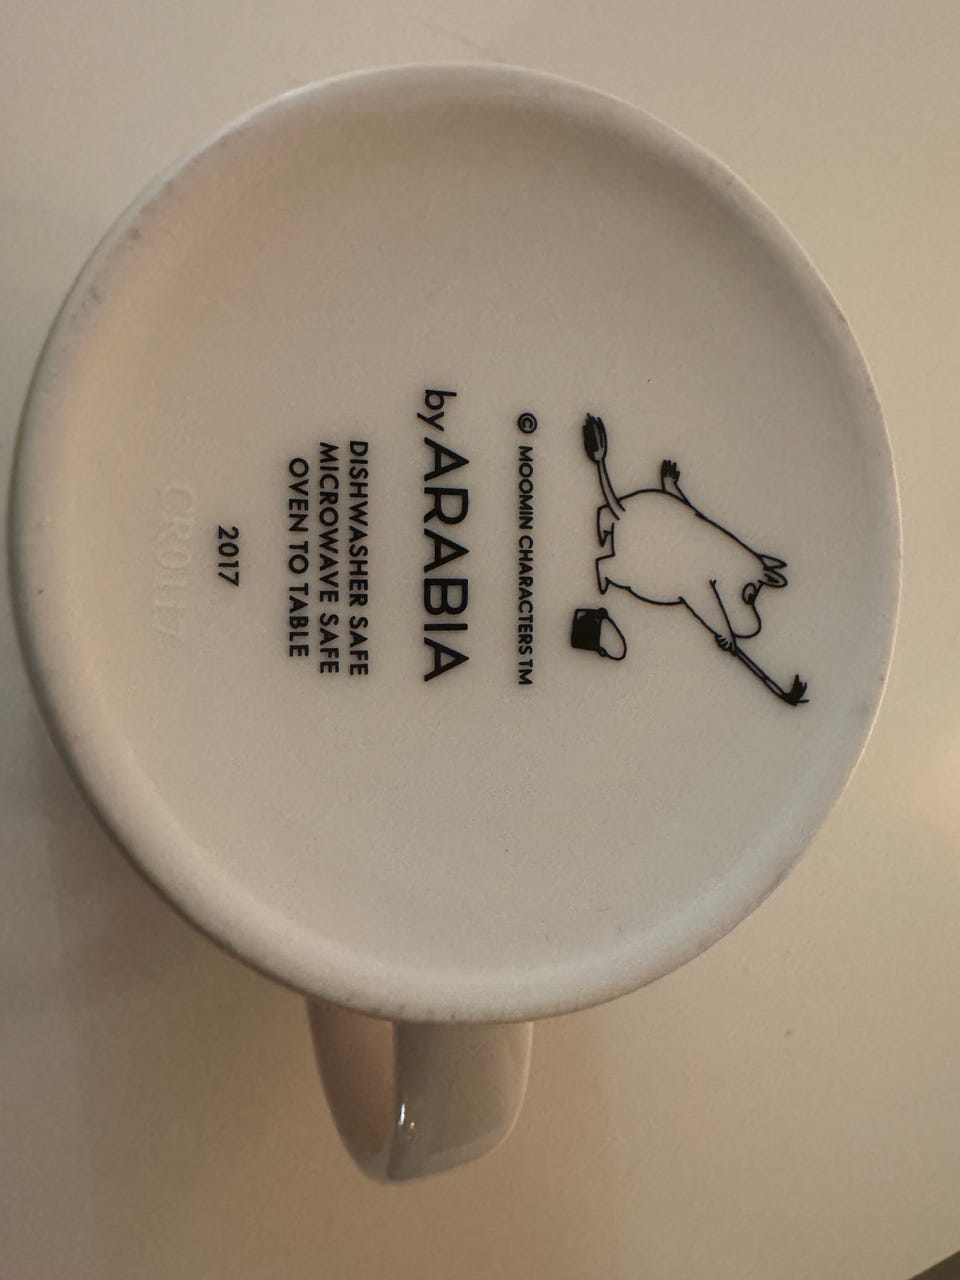 © MOOMIN CHARACTERS TM
by ARABIA
DISHWASHER SAFE
MICROWAVE SAFE
OVEN TO TABLE
2017